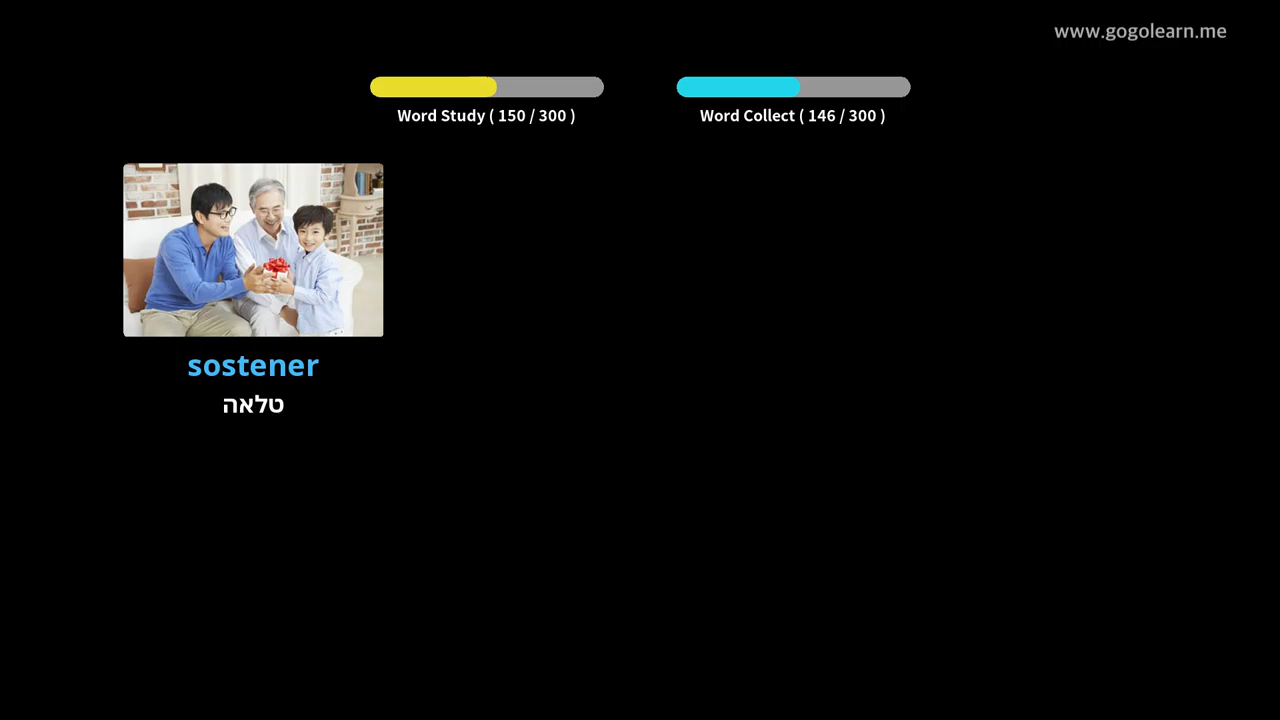 www.gogolearn.me
Word Study ( 150 / 300 )
Word Collect ( 146 / 300 )
sostener
טלאה